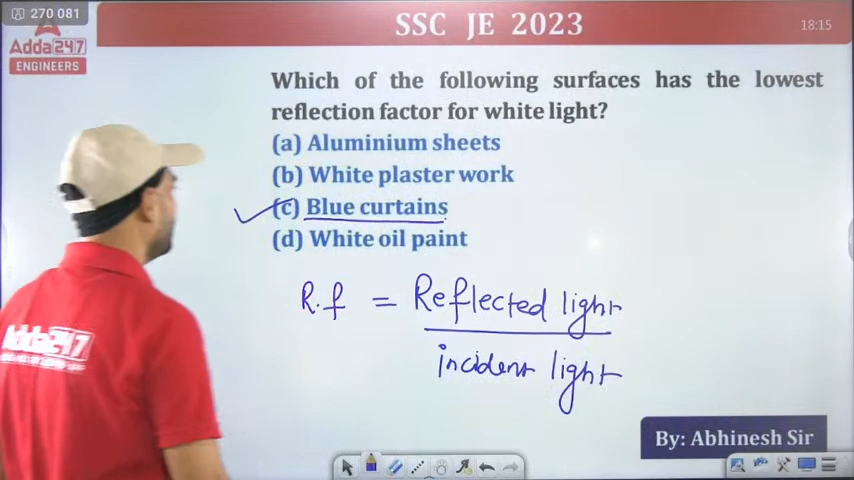 270 081
Adda247
ENGINEERS
SSC JE 2023
18:15
Which of the following surfaces has the lowest
reflection factor for white light?
(a) Aluminium sheets
(b) White plaster work
(c) Blue curtains
(d) White oil paint
R.f = Reflected light
incident light
Adda247
By: Abhinesh Sir